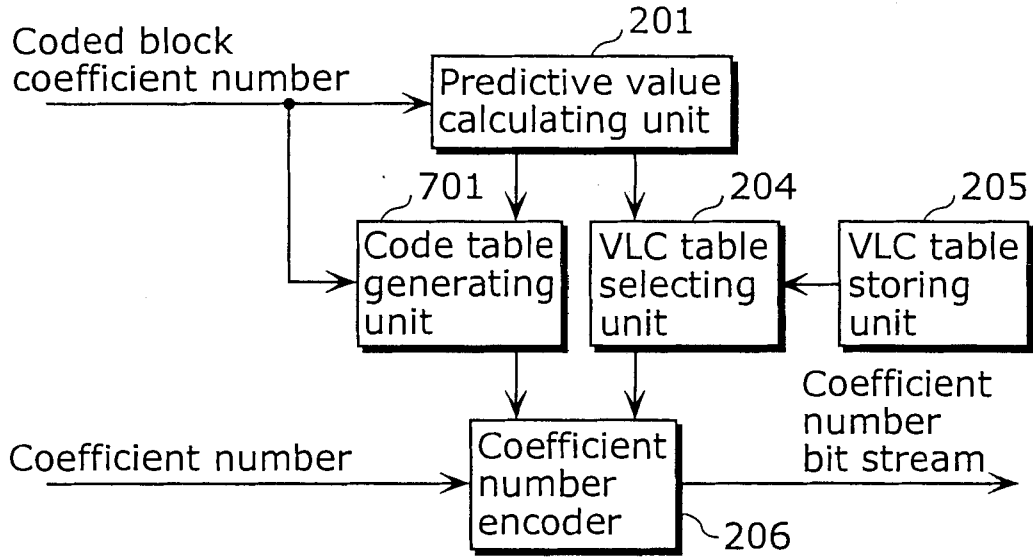 Coded block
coefficient number
201
Predictive value
calculating unit
701
204
205
Code table
generating
unit
VLC table
selecting
unit
VLC table
storing
unit
Coefficient
number
bit stream
Coefficient number
Coefficient
number
encoder
206